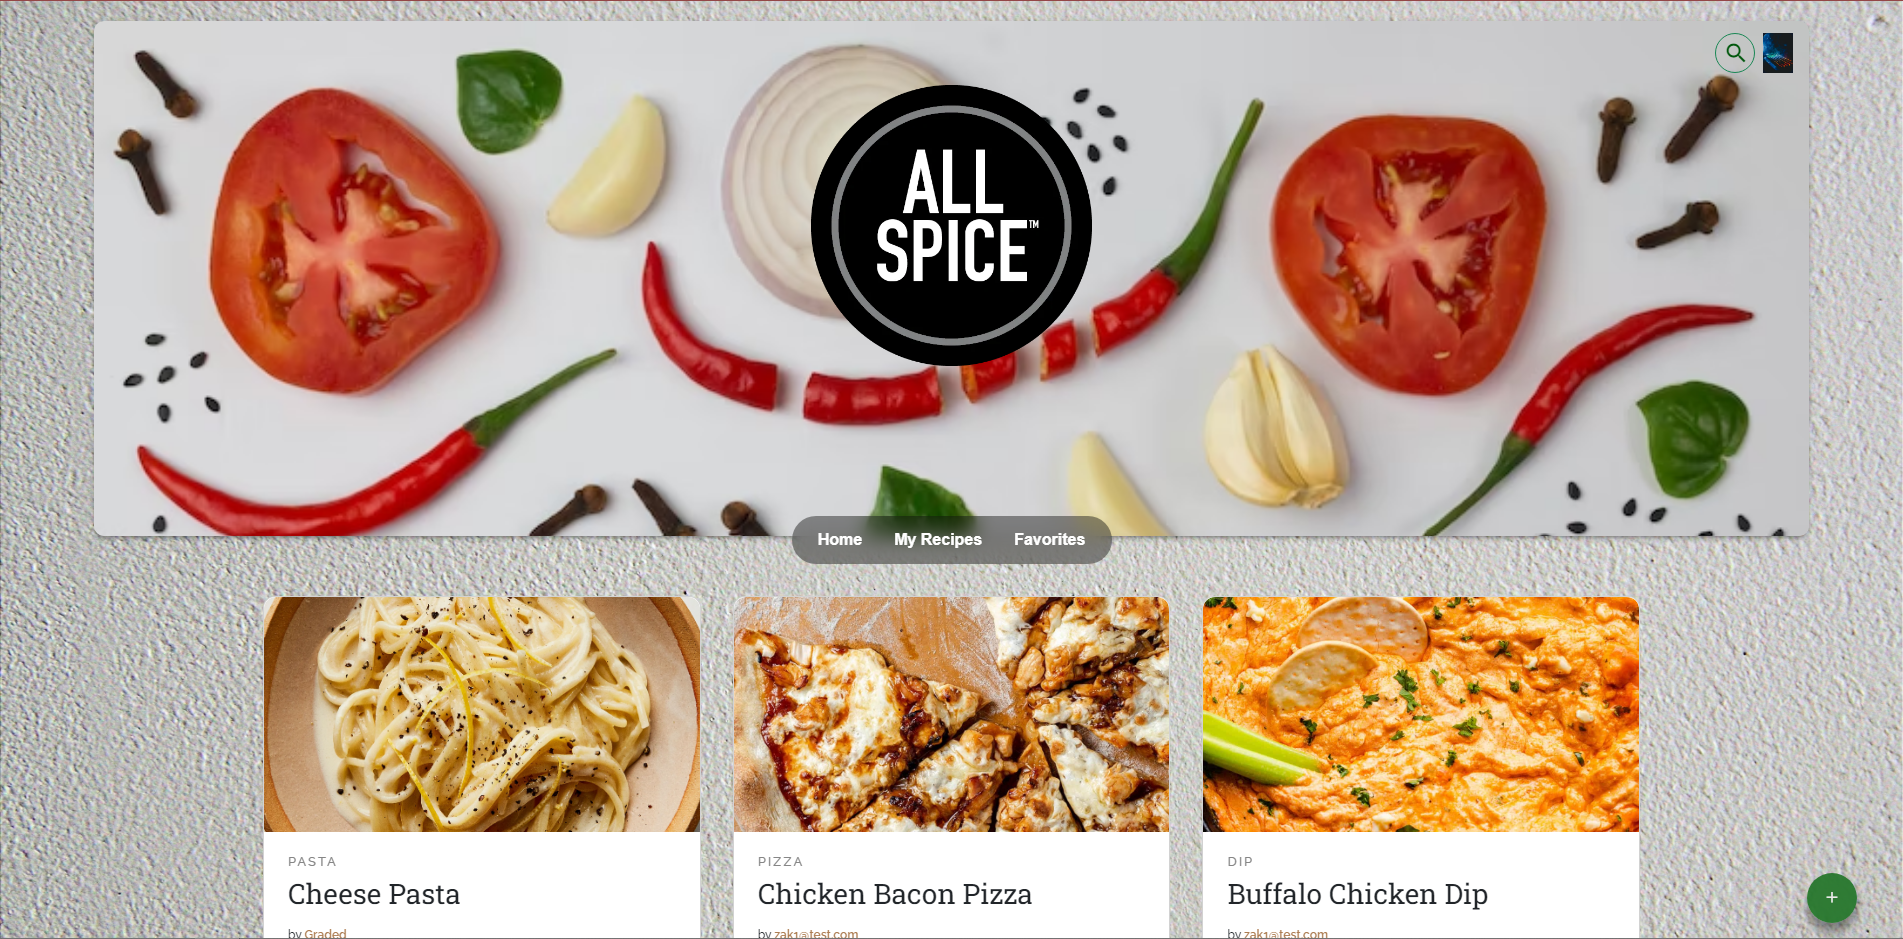 ALL
SPICE™
Home My Recipes Favorites
PASTA
Cheese Pasta
by Graded
PIZZA
Chicken Bacon Pizza
by zak1@test.com
DIP
Buffalo Chicken Dip
by zak1@test.com
+